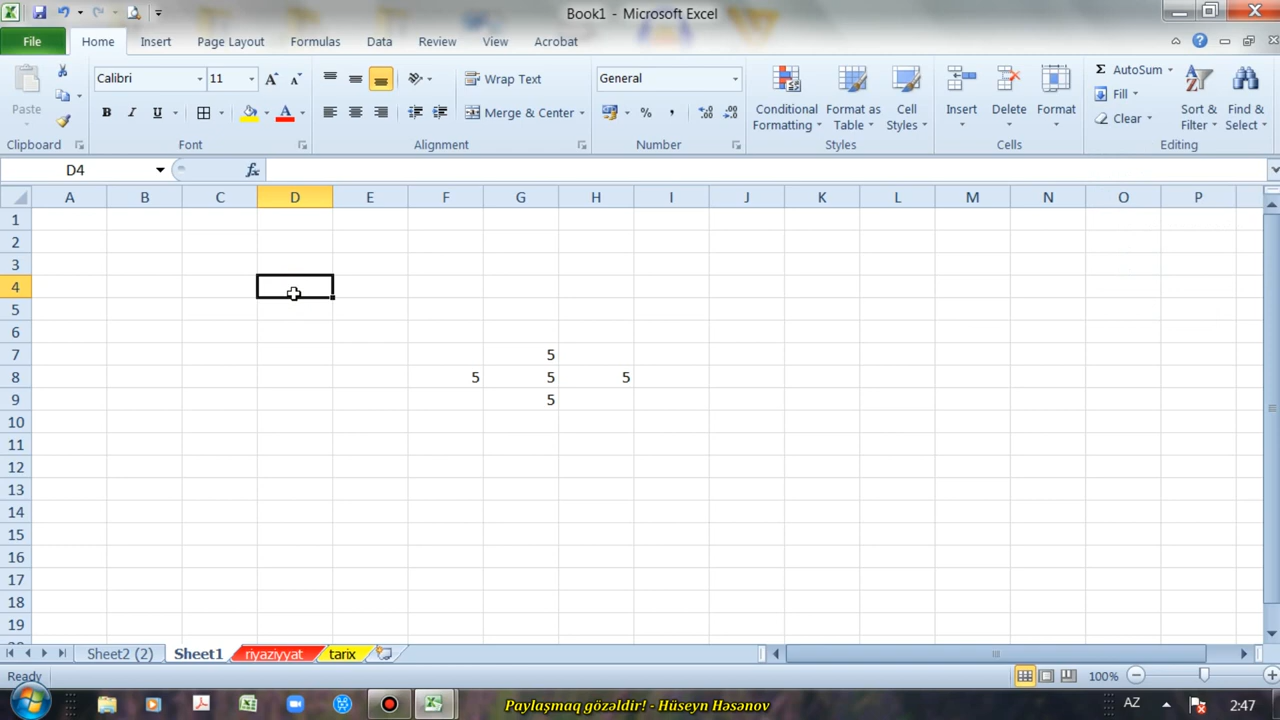 Book1 - Microsoft Excel
File Home Insert Page Layout Formulas Data Review View Acrobat
Paste
Clipboard
Calibri 11
B I U A
Font
Wrap Text
Merge & Center
Alignment
General
%
Number
Conditional Formatting
Format as Table
Cell Styles
Styles
Insert
Delete
Format
Cells
AutoSum
Fill
Clear
Sort & Filter
Find & Select
Editing
D4 fx
A B C D E F G H I J K L M N O P
1
2
3
4
5
6
7 5
8 5 5 5
9 5
10
11
12
13
14
15
16
17
18
19
Sheet2 (2) Sheet1 riyaziyyat tarix
Ready 100%
Paylaşmaq gözəldir! - Hüseyn Həsənov AZ 2:47